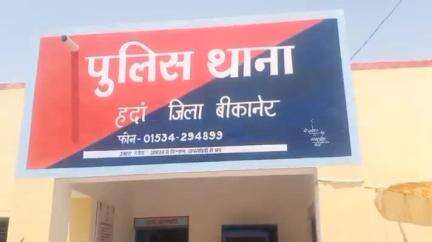 पुलिस थाना
हदां जिला बीकानेर
फोन- 01534-294899